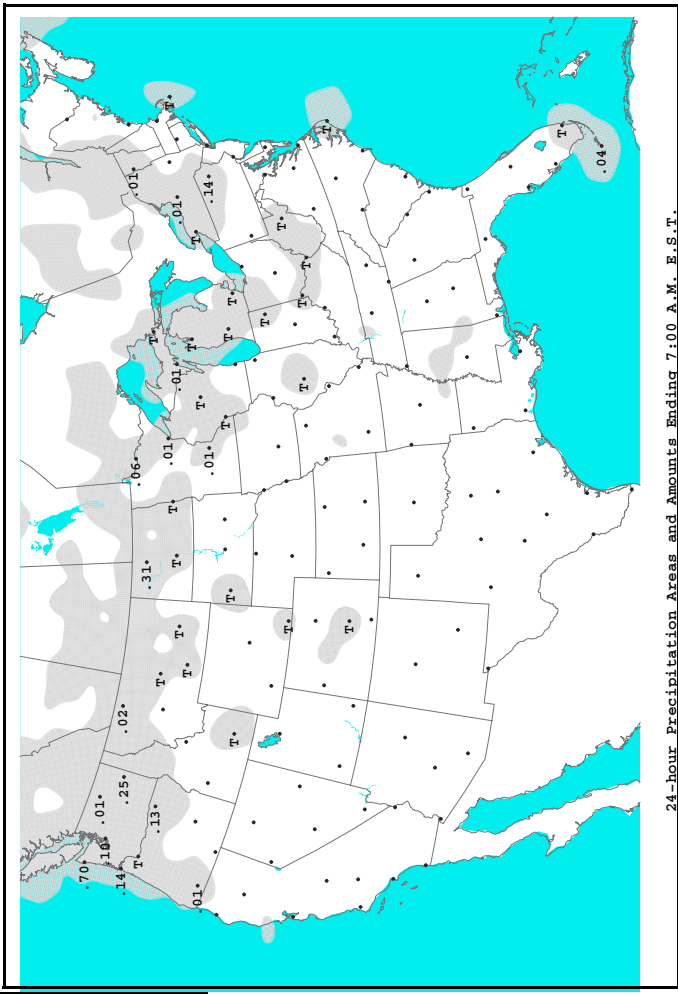 .70
.10
.01
.14
.25
.02
.06
.01
T
.31
.13
T
T
.01
T
T
T
.01
.01
T
T
T
T
.01
T
.01
.14
T
T
T
T
T
T
T
T
T
T
T
T
T
T
.04
24-hour Precipitation Areas and Amounts Ending 7:00 A.M. E.S.T.